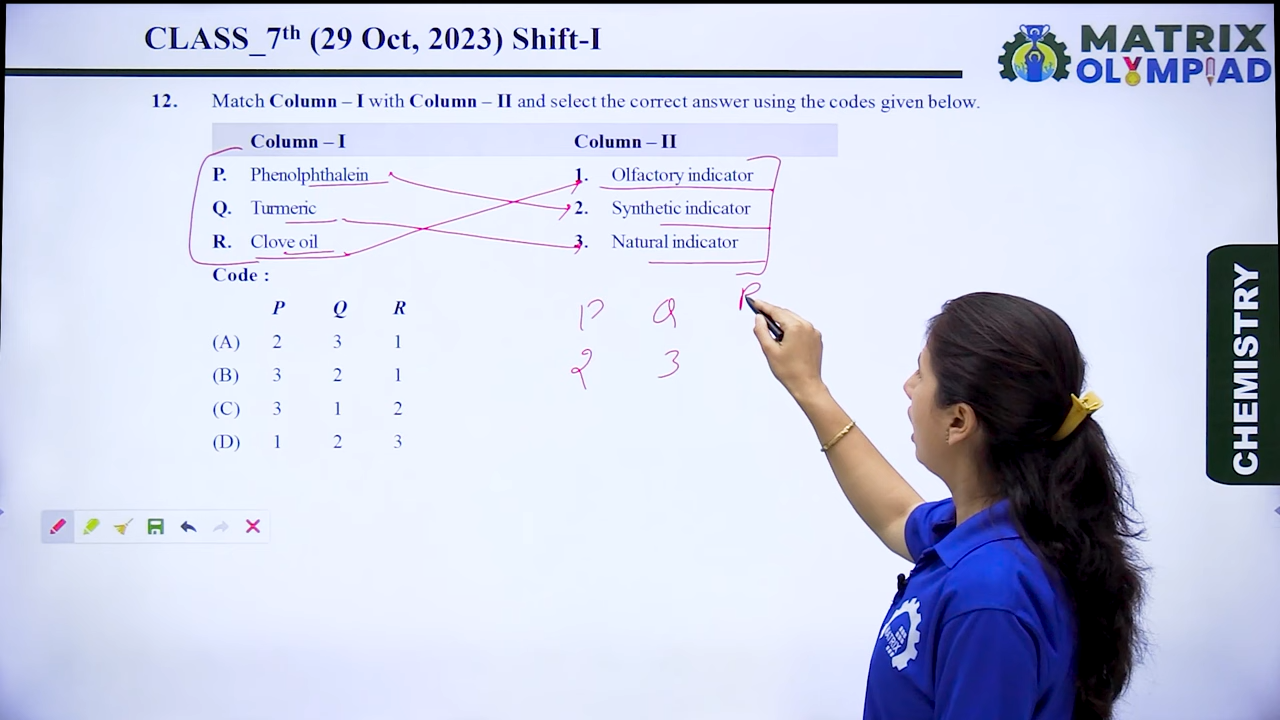 CLASS_7th (29 Oct, 2023) Shift-I
MATRIX
OLYMPIAD
12. Match Column – I with Column – II and select the correct answer using the codes given below.
Column – I Column – II
P. Phenolphthalein 1. Olfactory indicator
Q. Turmeric 2. Synthetic indicator
R. Clove oil 3. Natural indicator
Code :
P Q R
(A) 2 3 1
(B) 3 2 1
(C) 3 1 2
(D) 1 2 3
P Q R
2 3
CHEMISTRY
MATRIX